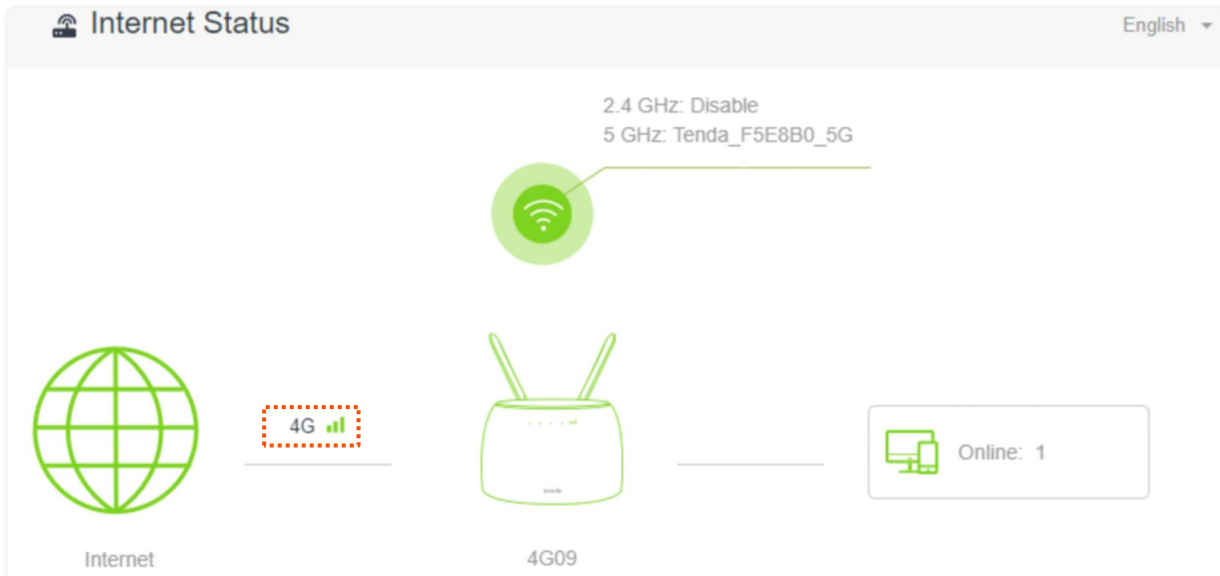 Internet Status
English
2.4 GHz: Disable
5 GHz: Tenda_F5E8B0_5G
4G
Online: 1
Internet
4G09